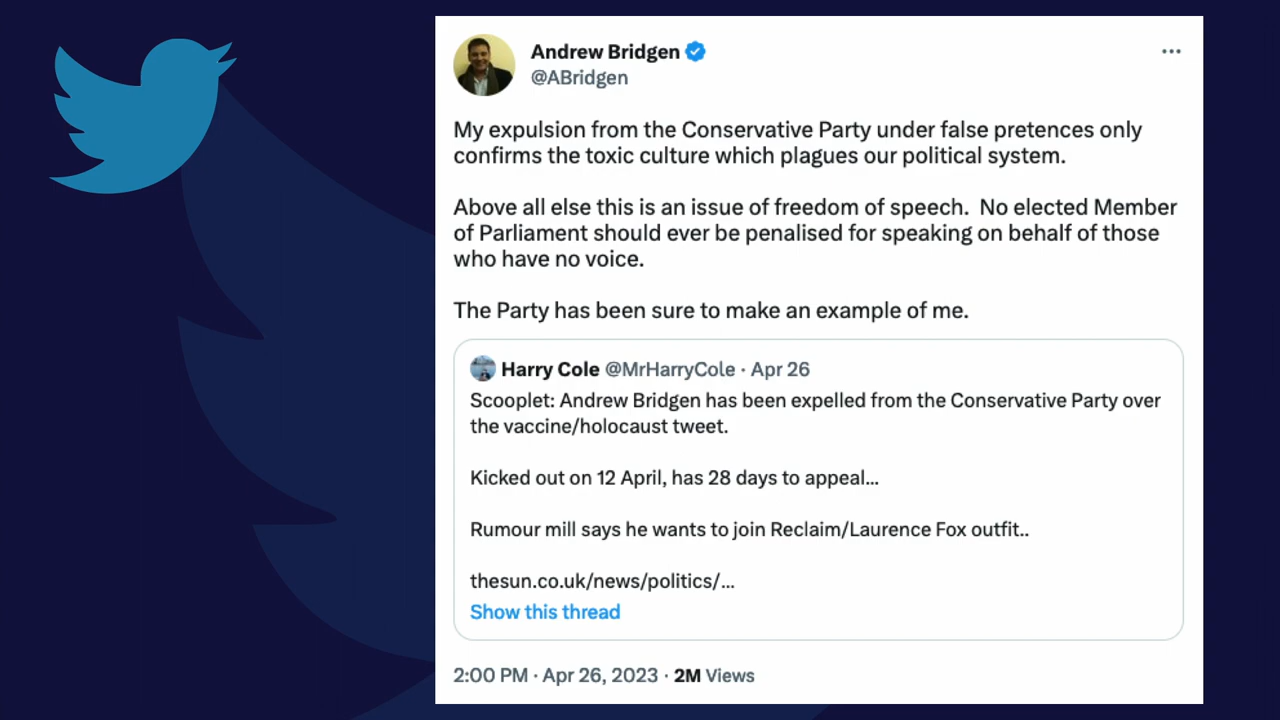 Andrew Bridgen
@ABridgen
My expulsion from the Conservative Party under false pretences only
confirms the toxic culture which plagues our political system.
Above all else this is an issue of freedom of speech.  No elected Member
of Parliament should ever be penalised for speaking on behalf of those
who have no voice.
The Party has been sure to make an example of me.
Harry Cole @MrHarryCole · Apr 26
Scooplet: Andrew Bridgen has been expelled from the Conservative Party over
the vaccine/holocaust tweet.
Kicked out on 12 April, has 28 days to appeal...
Rumour mill says he wants to join Reclaim/Laurence Fox outfit..
thesun.co.uk/news/politics/...
Show this thread
2:00 PM · Apr 26, 2023 · 2M Views